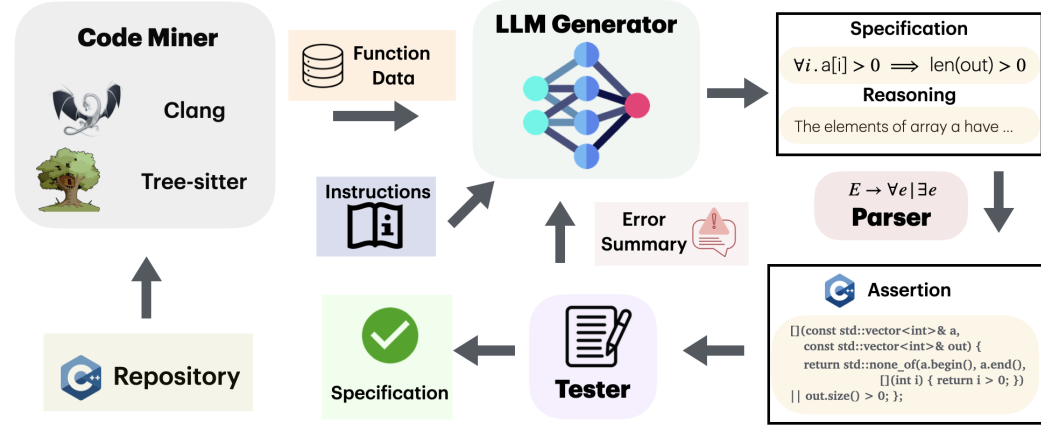 Code Miner
Clang
Tree-sitter
Function
Data
LLM Generator
Specification
∀i . a[i] > 0 ⟹ len(out) > 0
Reasoning
The elements of array a have ...
Instructions
i
Error
Summary
E → ∀e | ∃e
Parser
C++
Repository
Specification
Tester
C++
Assertion
[](const std::vector<int>& a,
const std::vector<int>& out) {
return std::none_of(a.begin(), a.end(),
[](int i) { return i > 0; })
|| out.size() > 0; };